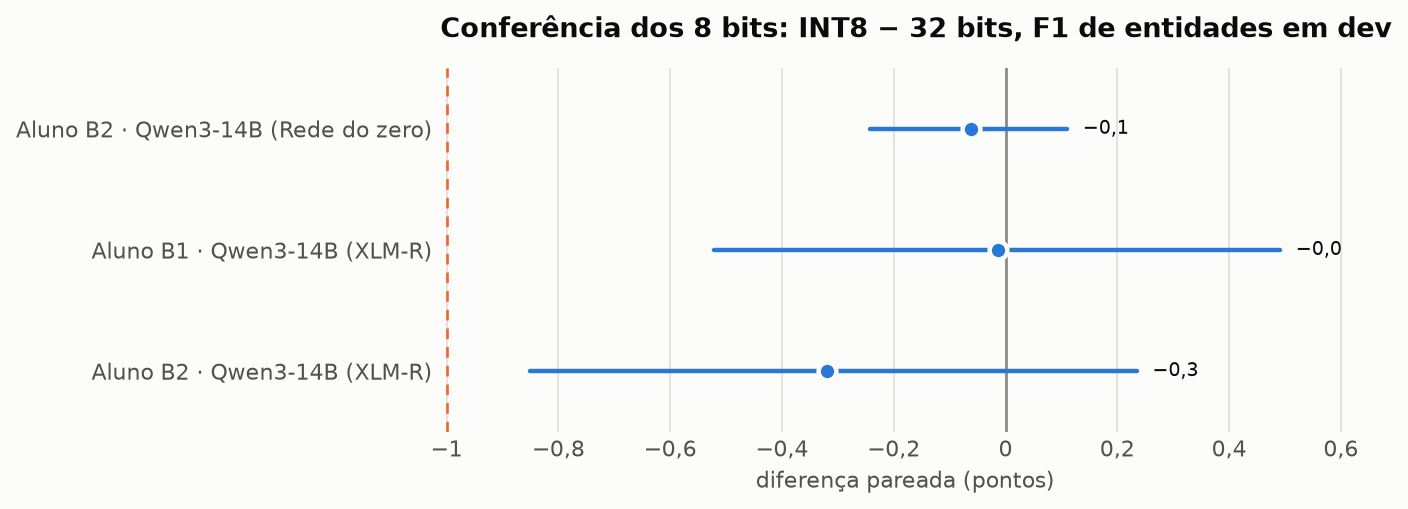 Conferência dos 8 bits: INT8 − 32 bits, F1 de entidades em dev
Aluno B2 · Qwen3-14B (Rede do zero)
−0,1
Aluno B1 · Qwen3-14B (XLM-R)
−0,0
Aluno B2 · Qwen3-14B (XLM-R)
−0,3
−1 −0,8 −0,6 −0,4 −0,2 0 0,2 0,4 0,6
diferença pareada (pontos)